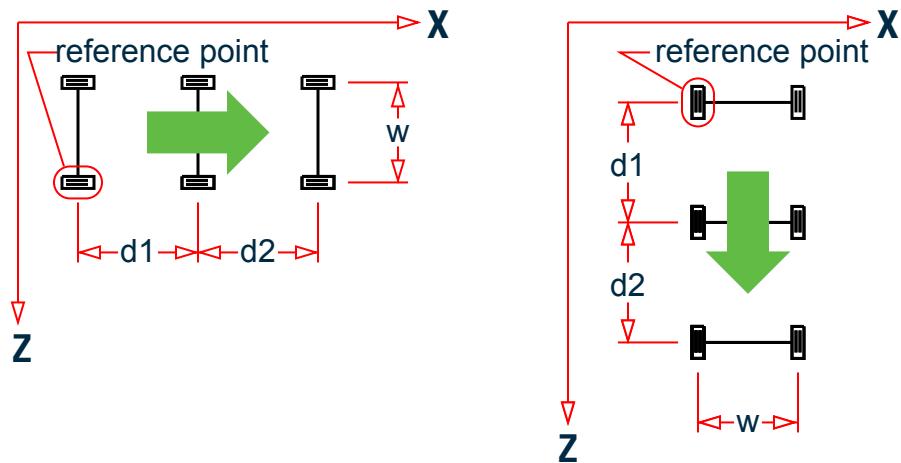 X
reference point
w
d1
d2
Z
X
reference point
d1
d2
w
Z